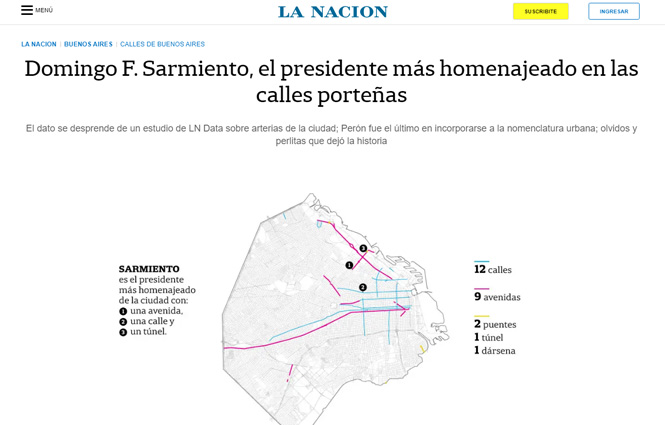 MENÚ
LA NACION
SUSCRIBITE
INGRESAR
LA NACION | BUENOS AIRES | CALLES DE BUENOS AIRES
Domingo F. Sarmiento, el presidente más homenajeado en las
calles porteñas
El dato se desprende de un estudio de LN Data sobre arterias de la ciudad; Perón fue el último en incorporarse a la nomenclatura urbana; olvidos y
perlitas que dejó la historia
SARMIENTO
es el presidente
más homenajeado
de la ciudad con:
1 una avenida,
2 una calle y
3 un túnel.
3
1
2
12 calles
9 avenidas
2 puentes
1 túnel
1 dársena